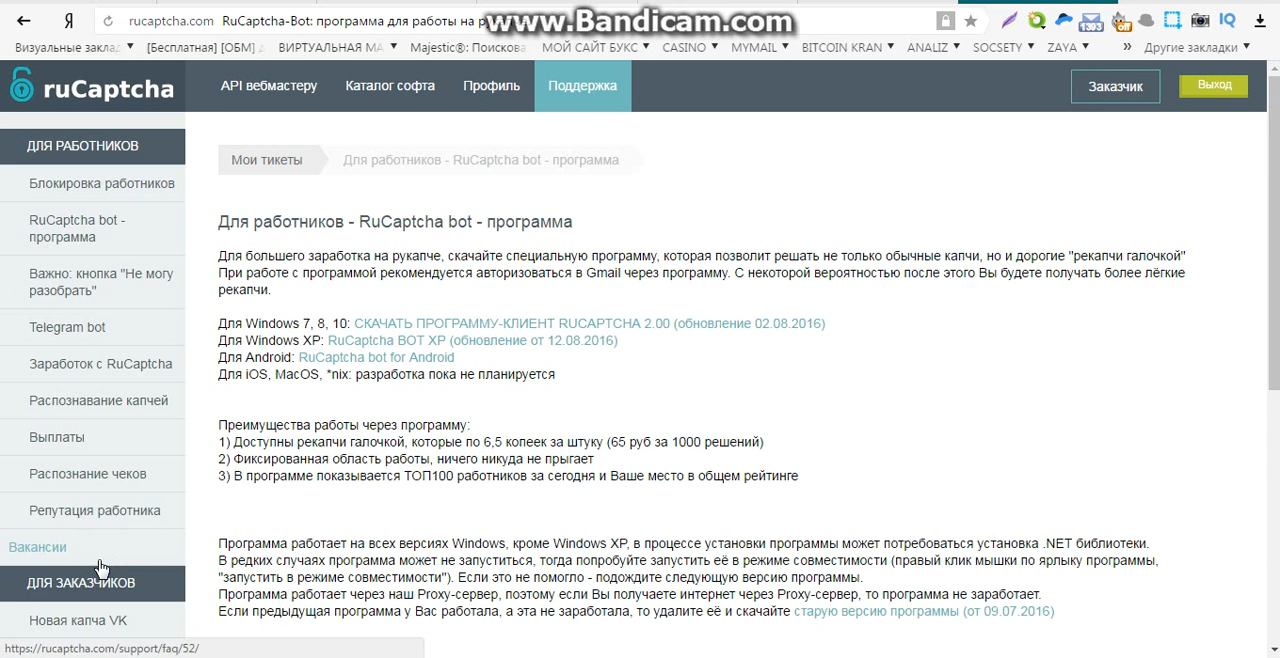 rucaptcha.com RuCaptcha-Bot: программа для работы на
www.Bandicam.com
1393
off
IQ
Визуальные заклад
[Бесплатная] [ОБМ]
ВИРТУАЛЬНАЯ МА
Majestic®: Поискова
МОЙ САЙТ БУКС
CASINO
MYMAIL
BITCOIN KRAN
ANALIZ
SOCSETY
ZAYA
» Другие закладки
ruCaptcha
API вебмастеру
Каталог софта
Профиль
Поддержка
Заказчик
Выход
ДЛЯ РАБОТНИКОВ
Блокировка работников
RuCaptcha bot -
программа
Важно: кнопка "Не могу
разобрать"
Telegram bot
Заработок с RuCaptcha
Распознавание капчей
Выплаты
Распознание чеков
Репутация работника
Вакансии
ДЛЯ ЗАКАЗЧИКОВ
Новая капча VK
Мои тикеты
Для работников - RuCaptcha bot - программа
Для работников - RuCaptcha bot - программа
Для большего заработка на рукапче, скачайте специальную программу, которая позволит решать не только обычные капчи, но и дорогие "рекапчи галочкой"
При работе с программой рекомендуется авторизоваться в Gmail через программу. С некоторой вероятностью после этого Вы будете получать более лёгкие
рекапчи.
Для Windows 7, 8, 10: СКАЧАТЬ ПРОГРАММУ-КЛИЕНТ RUCAPTCHA 2.00 (обновление 02.08.2016)
Для Windows XP: RuCaptcha BOT XP (обновление от 12.08.2016)
Для Android: RuCaptcha bot for Android
Для iOS, MacOS, *nix: разработка пока не планируется
Преимущества работы через программу:
1) Доступны рекапчи галочкой, которые по 6,5 копеек за штуку (65 руб за 1000 решений)
2) Фиксированная область работы, ничего никуда не прыгает
3) В программе показывается ТОП100 работников за сегодня и Ваше место в общем рейтинге
Программа работает на всех версиях Windows, кроме Windows XP, в процессе установки программы может потребоваться установка .NET библиотеки.
В редких случаях программа может не запуститься, тогда попробуйте запустить её в режиме совместимости (правый клик мышки по ярлыку программы,
"запустить в режиме совместимости"). Если это не помогло - подождите следующую версию программы.
Программа работает через наш Proxy-сервер, поэтому если Вы получаете интернет через Proxy-сервер, то программа не заработает.
Если предыдущая программа у Вас работала, а эта не заработала, то удалите её и скачайте старую версию программы (от 09.07.2016)
https://rucaptcha.com/support/faq/52/